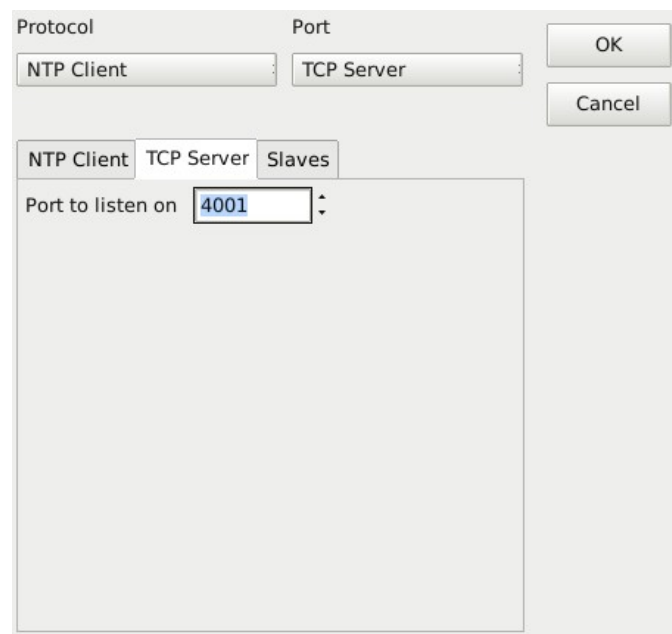 Protocol Port
NTP Client TCP Server
OK
Cancel
NTP Client TCP Server Slaves
Port to listen on 4001